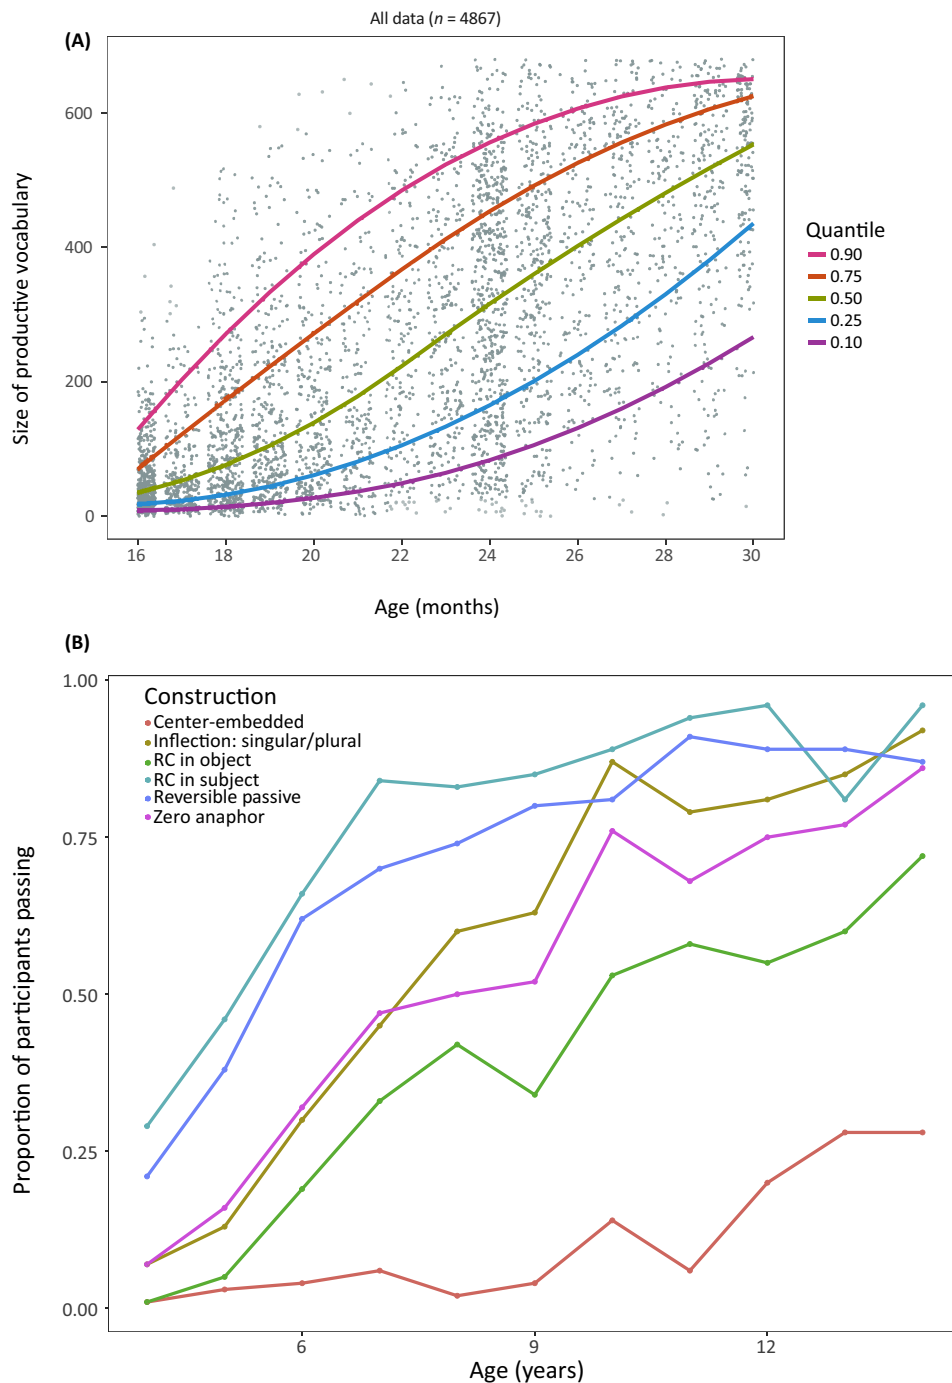 All data (n = 4867)
(A)
Size of productive vocabulary
600
400
200
0
16
18
20
22
24
26
28
30
Age (months)
Quantile
0.90
0.75
0.50
0.25
0.10
(B)
Proportion of participants passing
1.00
0.75
0.50
0.25
0.00
Construction
Center-embedded
Inflection: singular/plural
RC in object
RC in subject
Reversible passive
Zero anaphor
6
9
12
Age (years)